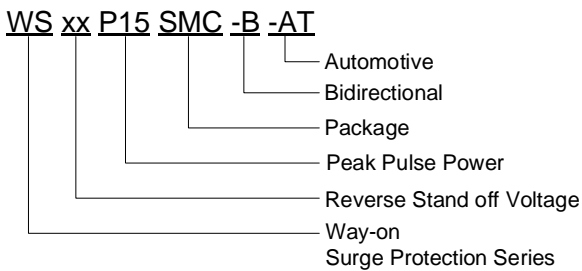 WS xx P15 SMC -B -AT
Automotive
Bidirectional
Package
Peak Pulse Power
Reverse Stand off Voltage
Way-on
Surge Protection Series